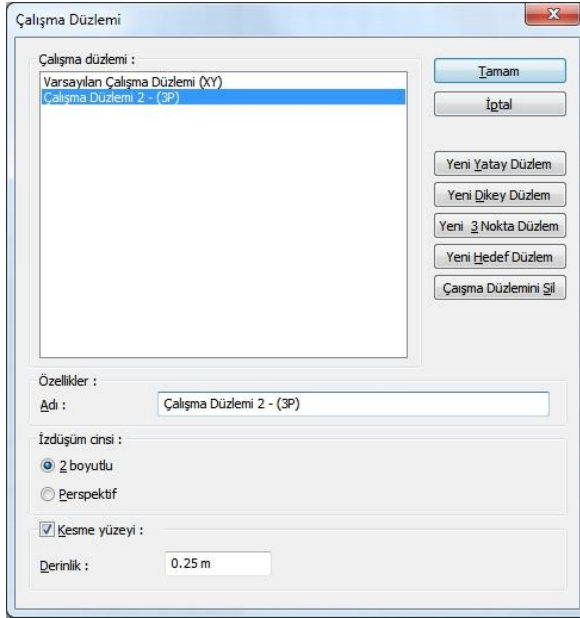 Çalışma Düzlemi
Çalışma düzlemi :
Varsayılan Çalışma Düzlemi (XY)
Çalışma Düzlemi 2 - (3P)
Tamam
İptal
Yeni Yatay Düzlem
Yeni Dikey Düzlem
Yeni 3 Nokta Düzlem
Yeni Hedef Düzlem
Çaışma Düzlemini Sil
Özellikler :
Adı : Çalışma Düzlemi 2 - (3P)
İzdüşüm cinsi :
2 boyutlu
Perspektif
Kesme yüzeyi :
Derinlik : 0.25 m